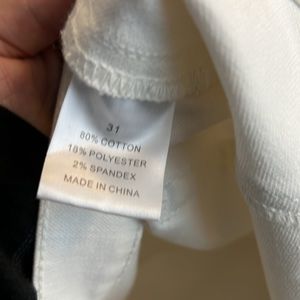 31
80% COTTON
18% POLYESTER
2% SPANDEX
MADE IN CHINA